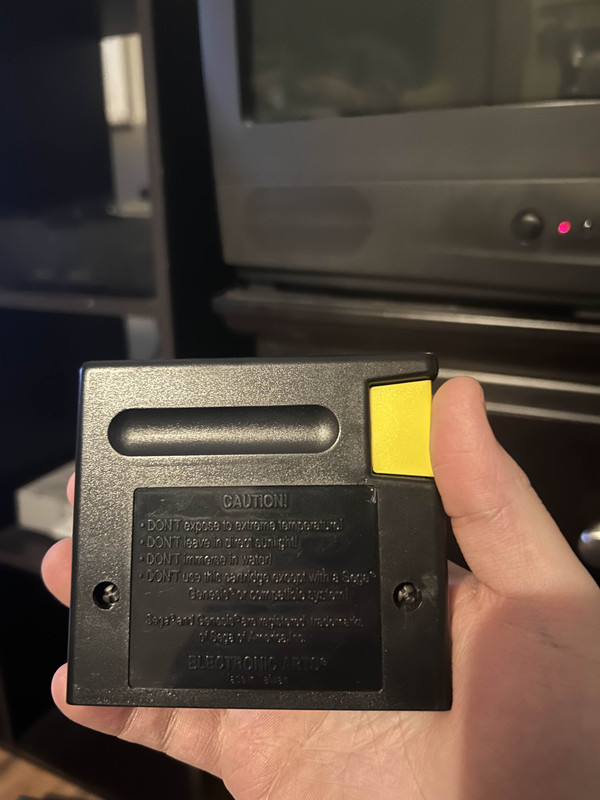 CAUTION!
• DON'T expose to extreme temperature!
• DON'T leave in direct sunlight!
• DON'T immerse in water!
• DON'T use this cartridge except with a Sega®
Genesis® or compatible system!
Sega® and Genesis® are registered trademarks
of Sega of America, Inc.
ELECTRONIC ARTS®